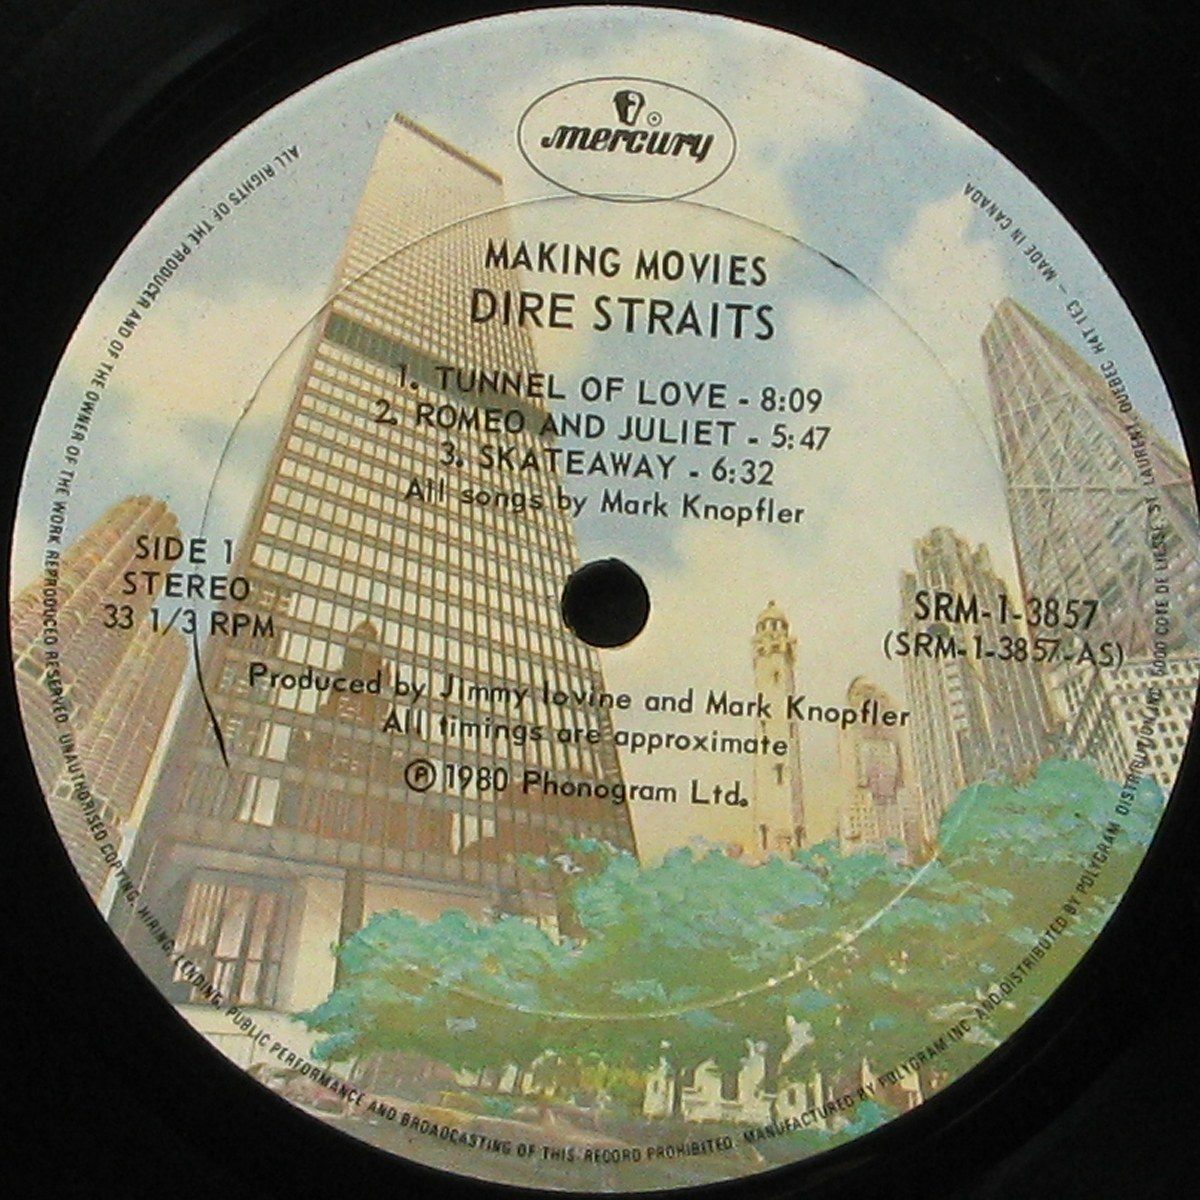 mercury
MAKING MOVIES
DIRE STRAITS
1. TUNNEL OF LOVE - 8:09
2. ROMEO AND JULIET - 5:47
3. SKATEAWAY - 6:32
All songs by Mark Knopfler
SIDE 1
STEREO
33 1/3 RPM
SRM-1-3857
(SRM-1-3857-AS)
Produced by Jimmy Iovine and Mark Knopfler
All timings are approximate
Ⓟ 1980 Phonogram Ltd.
ALL RIGHTS OF THE PRODUCER AND OF THE OWNER OF THE WORK REPRODUCED RESERVED. UNAUTHORISED COPYING, HIRING, LENDING, PUBLIC PERFORMANCE AND BROADCASTING OF THIS RECORD PROHIBITED. MANUFACTURED BY POLYGRAM INC. AND DISTRIBUTED BY POLYGRAM DISTRIBUTION INC. 6000 COTE DE LIESSE, ST. LAURENT, QUEBEC H4T 1E3 - MADE IN CANADA